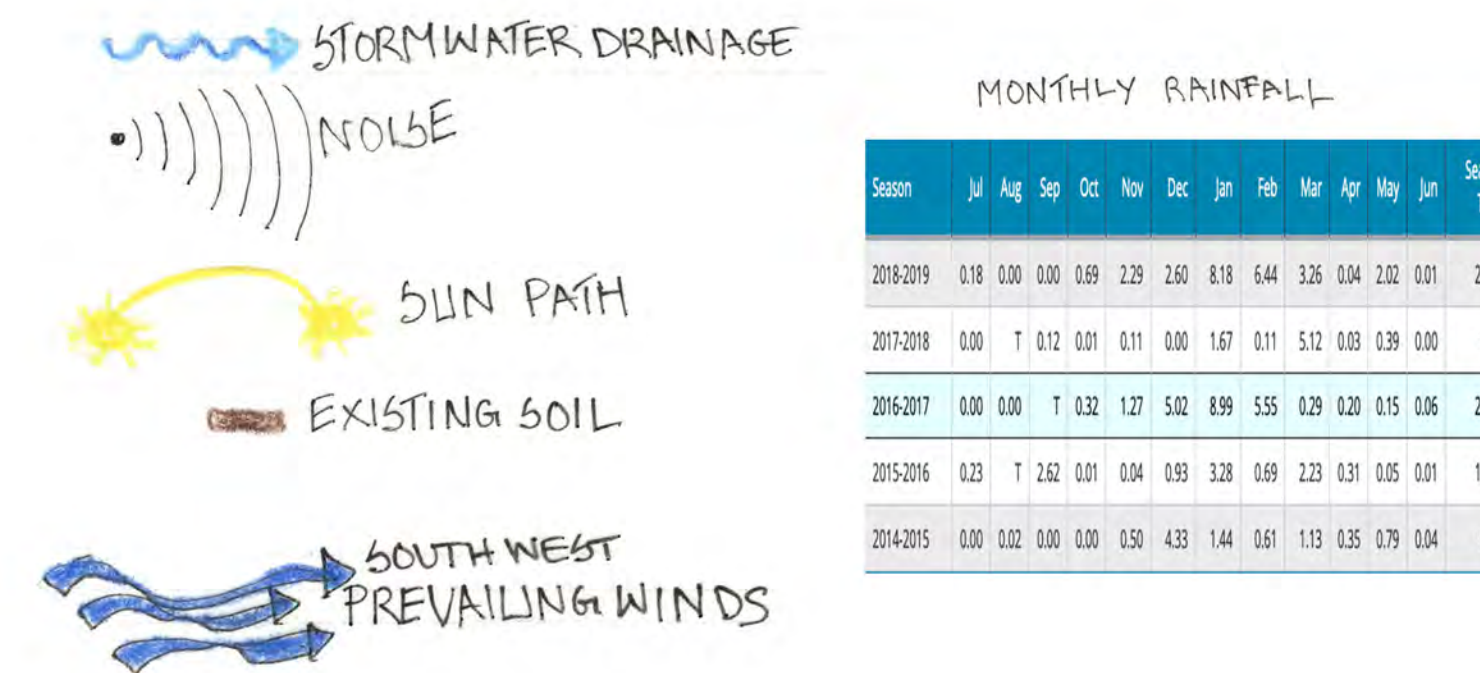 STORMWATER DRAINAGE
NOISE
SUN PATH
EXISTING SOIL
SOUTH WEST
PREVAILING WINDS
MONTHLY RAINFALL
Season Jul Aug Sep Oct Nov Dec Jan Feb Mar Apr May Jun
2018-2019 0.18 0.00 0.00 0.69 2.29 2.60 8.18 6.44 3.26 0.04 2.02 0.01 2
2017-2018 0.00 T 0.12 0.01 0.11 0.00 1.67 0.11 5.12 0.03 0.39 0.00
2016-2017 0.00 0.00 T 0.32 1.27 5.02 8.99 5.55 0.29 0.20 0.15 0.06 2
2015-2016 0.23 T 2.62 0.01 0.04 0.93 3.28 0.69 2.23 0.31 0.05 0.01 1
2014-2015 0.00 0.02 0.00 0.00 0.50 4.33 1.44 0.61 1.13 0.35 0.79 0.04